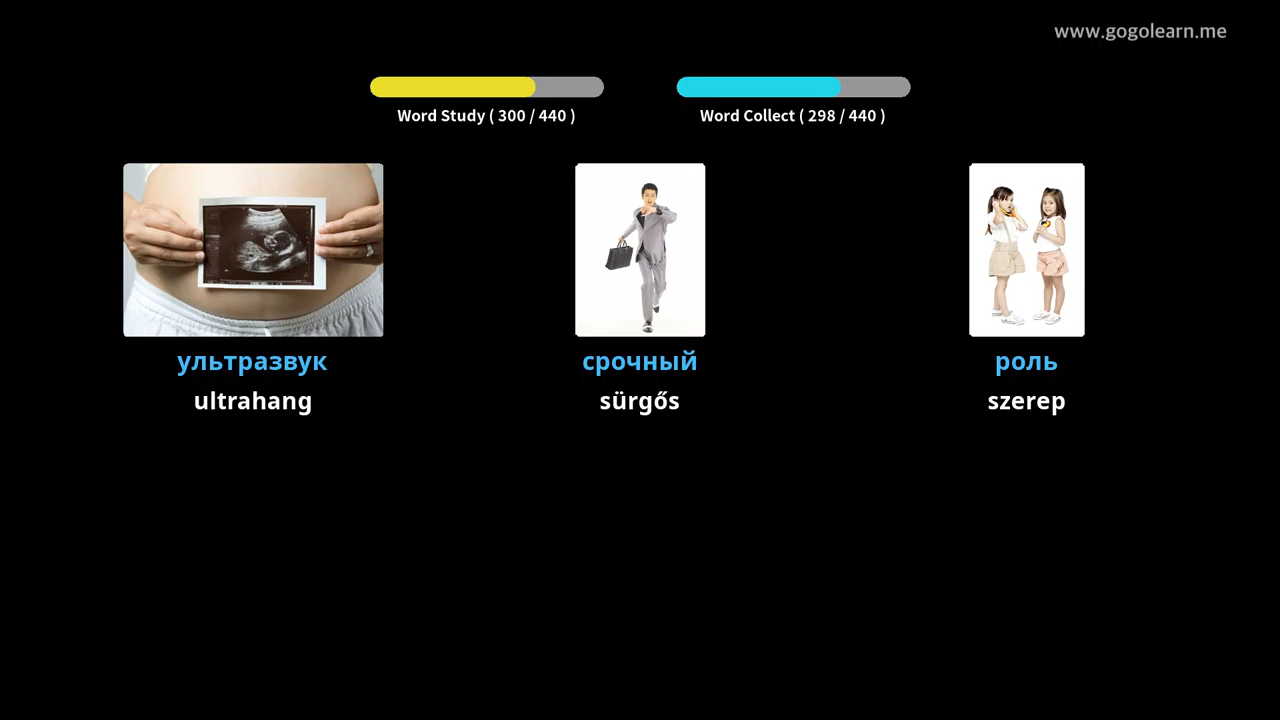 www.gogolearn.me
Word Study ( 300 / 440 )
Word Collect ( 298 / 440 )
ультразвук
ultrahang
срочный
sürgős
роль
szerep